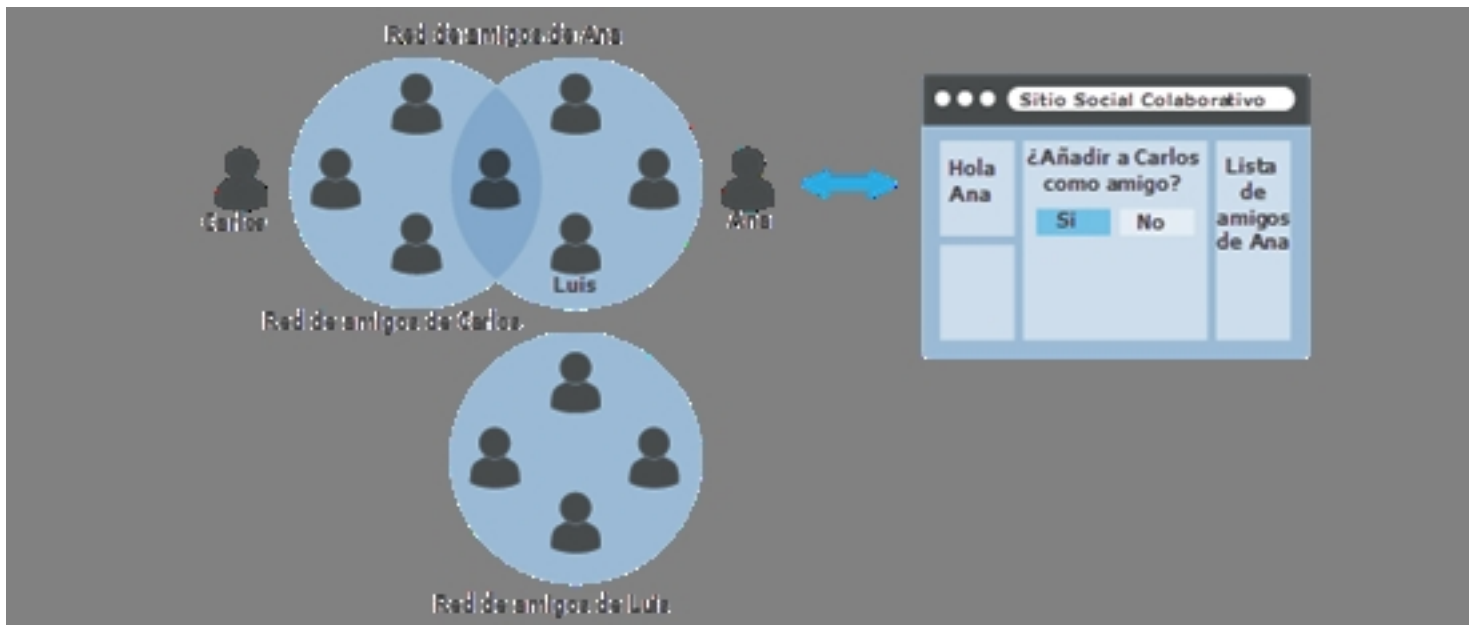 Red de amigos de Ana
Carlos
Luis
Red de amigos de Carlos
Ana
Red de amigos de Luis
Sitio Social Colaborativo
Hola
Ana
¿Añadir a Carlos
como amigo?
Si
No
Lista
de
amigos
de Ana